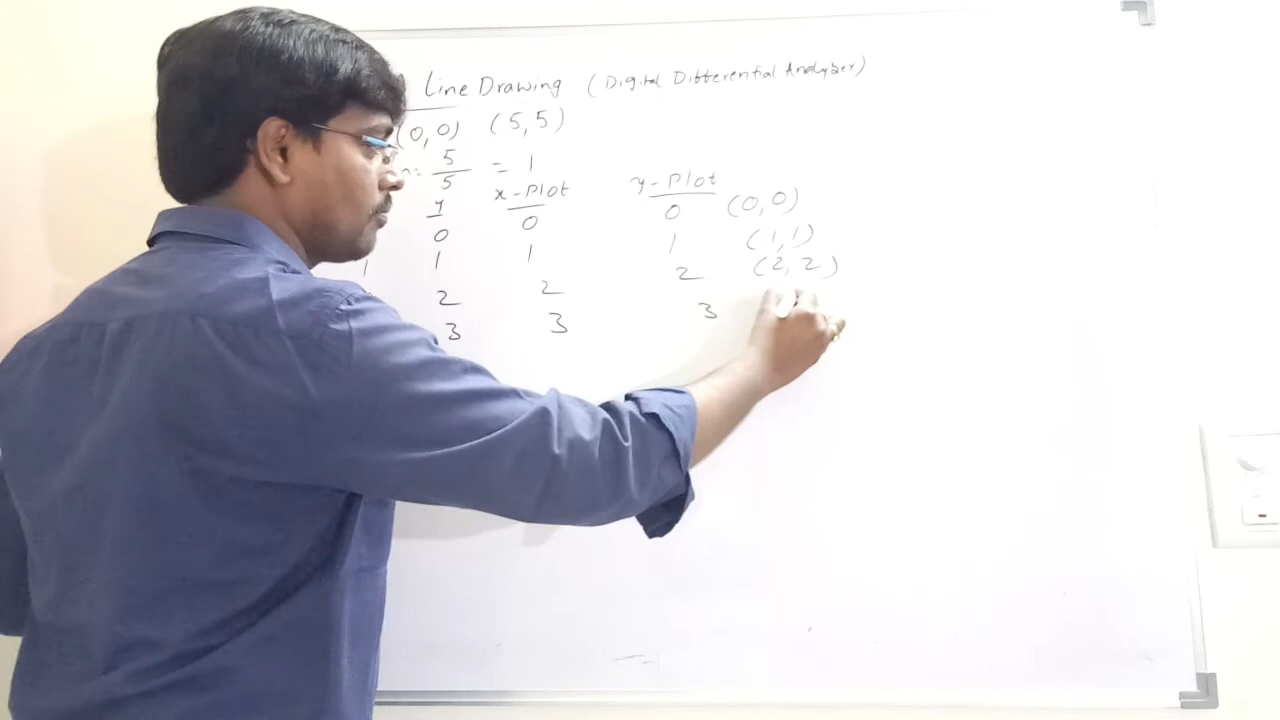 Line Drawing (Digital Differential Analyzer)
(0,0) (5,5)
m = 5/5 = 1
y x-Plot y-Plot
0 0 0 (0,0)
1 1 1 1 (1,1)
2 2 2 (2,2)
3 3 3